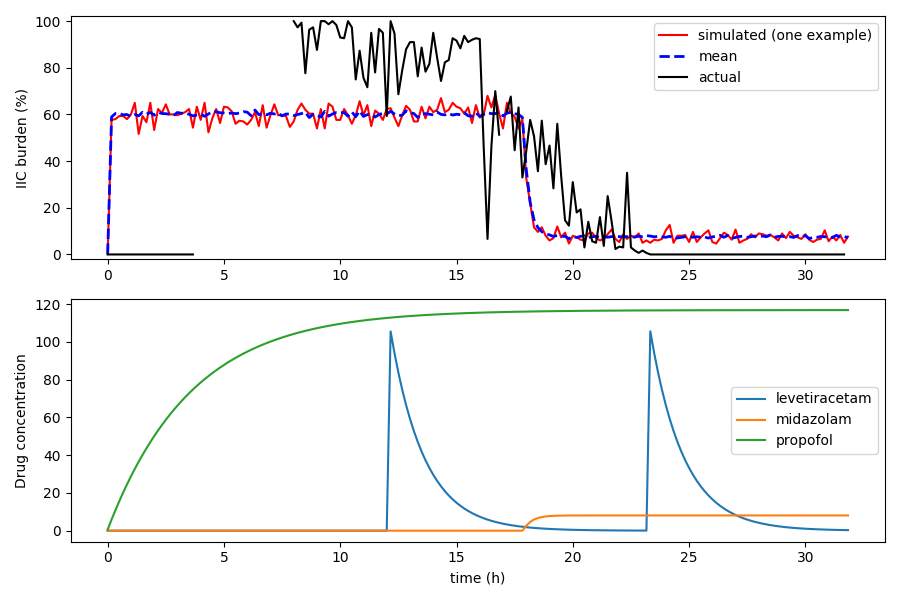 100
80
60
40
20
0
IIC burden (%)
simulated (one example)
mean
actual
0 5 10 15 20 25 30
120
100
80
60
40
20
0
Drug concentration
levetiracetam
midazolam
propofol
0 5 10 15 20 25 30
time (h)